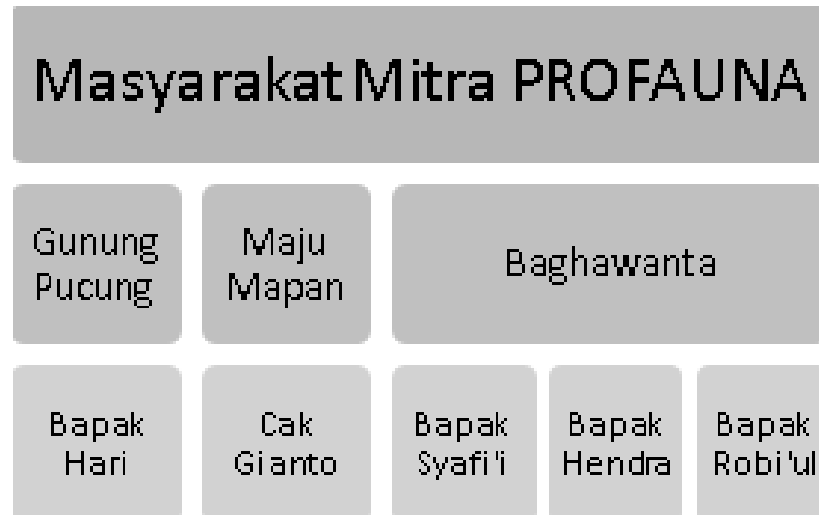 Masyarakat Mitra PROFAUNA
Gunung
Pucung
Maju
Mapan
Baghawanta
Bapak
Hari
Cak
Gianto
Bapak
Syafi'i
Bapak
Hendra
Bapak
Robi'ul